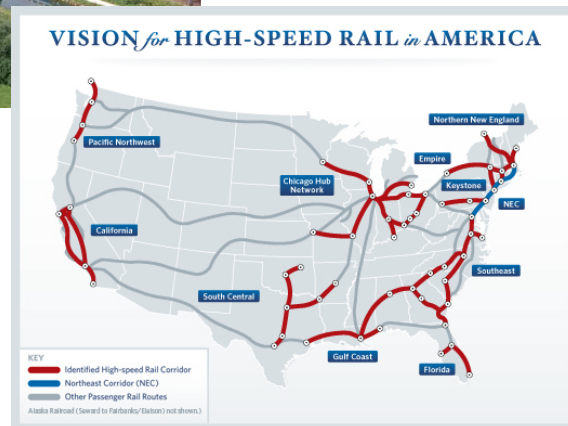 VISION for HIGH-SPEED RAIL in AMERICA
Northern New England
Pacific Northwest
Empire
Chicago Hub
Network
Keystone
NEC
California
Southeast
South Central
Gulf Coast
Florida
KEY
Identified High-speed Rail Corridor
Northeast Corridor (NEC)
Other Passenger Rail Routes
Alaska Railroad (Seward to Fairbanks/Eielson) not shown.)